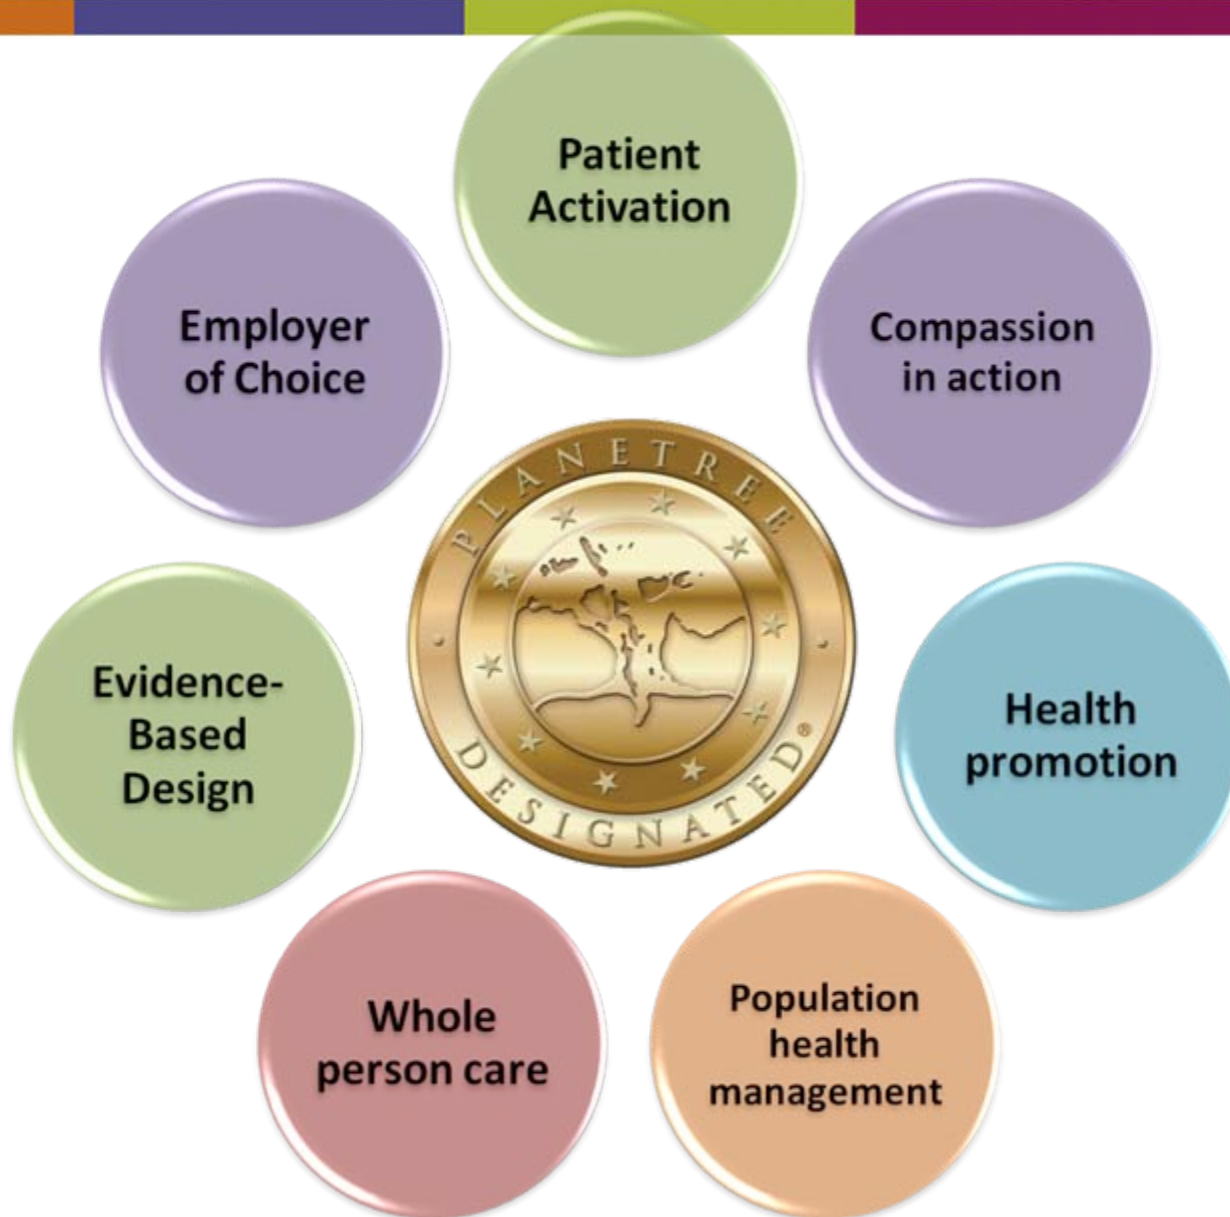 Patient
Activation
Employer
of Choice
Compassion
in action
PLANETREE
DESIGNATED®
Evidence-
Based
Design
Health
promotion
Whole
person care
Population
health
management